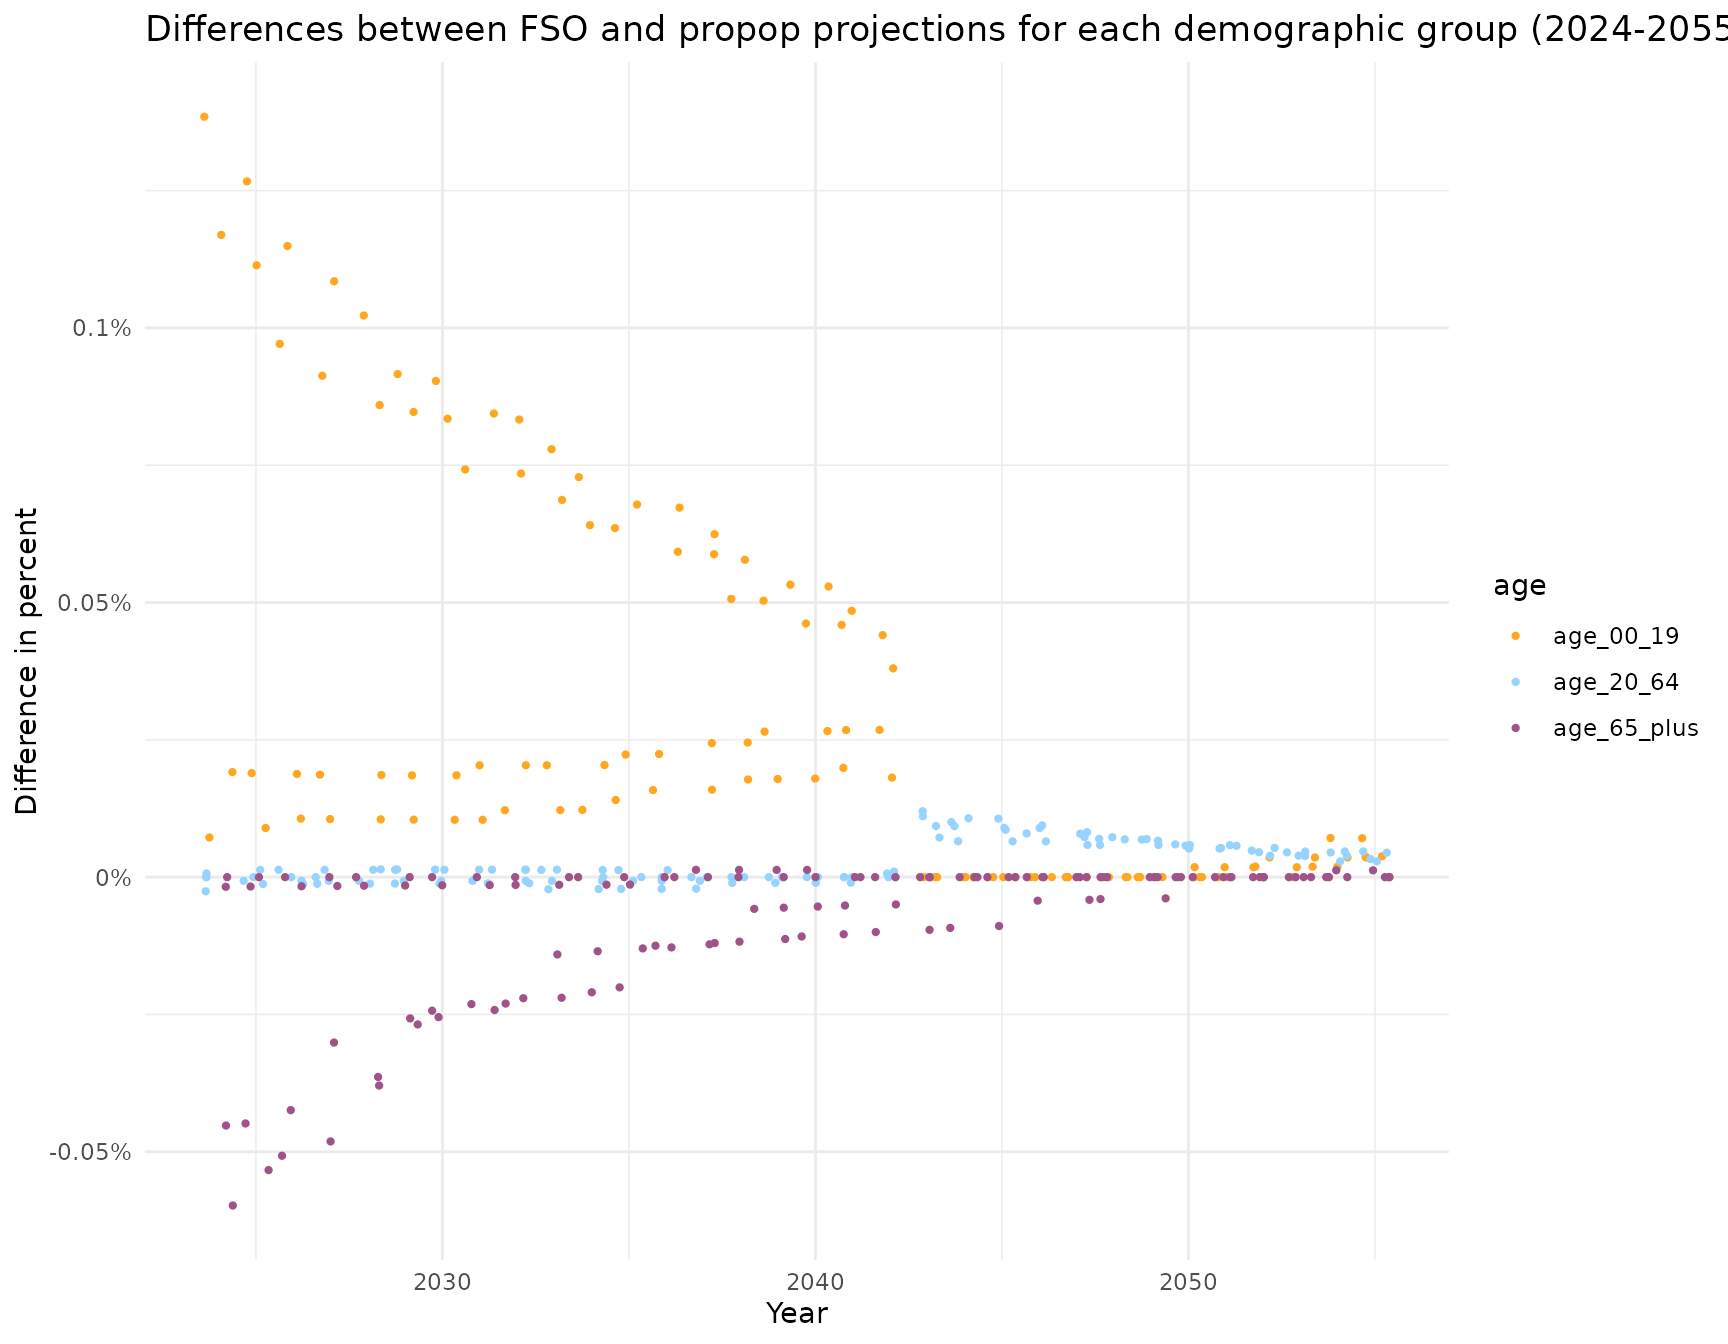 Differences between FSO and propop projections for each demographic group (2024-2055
Difference in percent
0.1%
0.05%
0%
-0.05%
2030 2040 2050
Year
age
age_00_19
age_20_64
age_65_plus